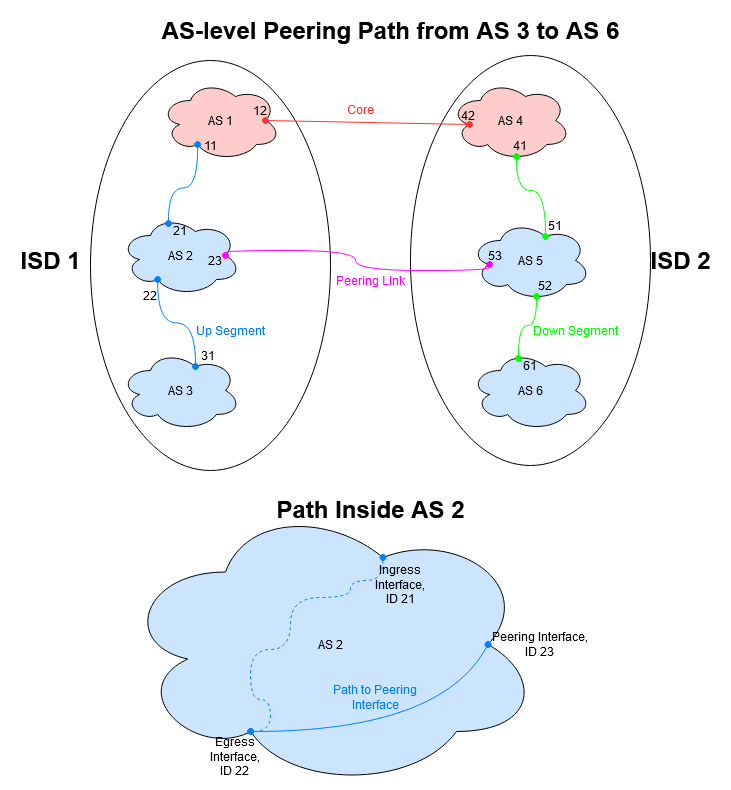 AS-level Peering Path from AS 3 to AS 6
AS 1
12
Core
42
AS 4
11
41
21
51
ISD 1
AS 2
23
53
AS 5
ISD 2
Peering Link
22
52
Up Segment
Down Segment
31
61
AS 3
AS 6
Path Inside AS 2
Ingress
Interface,
ID 21
AS 2
Peering Interface,
ID 23
Path to Peering
Interface
Egress
Interface,
ID 22